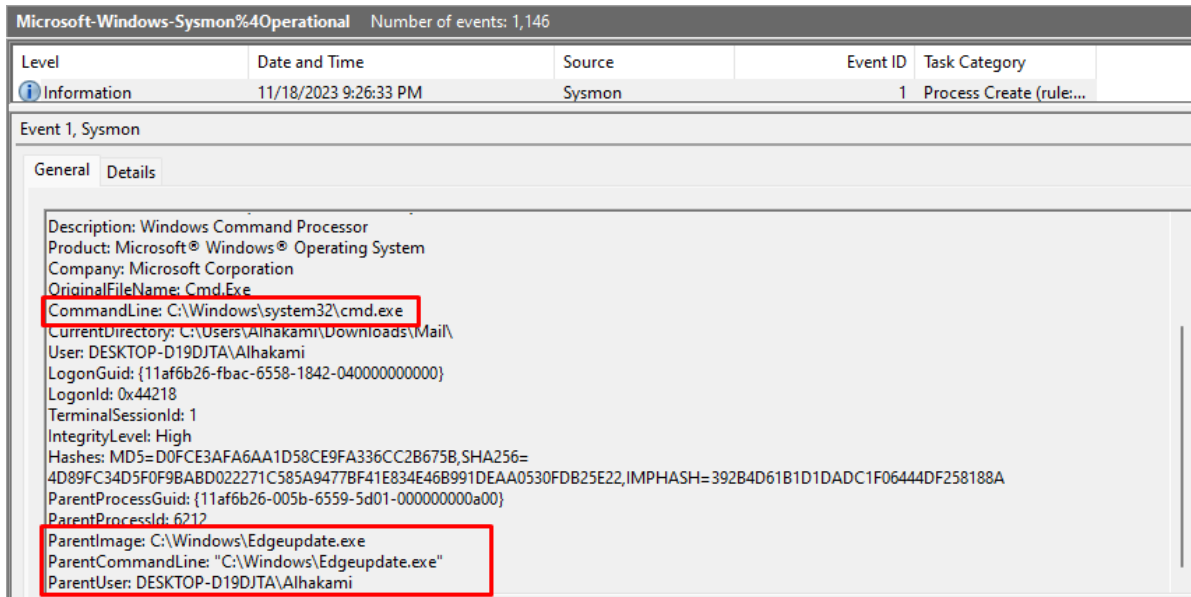 Microsoft-Windows-Sysmon%4Operational Number of events: 1,146
Level Date and Time Source Event ID Task Category
Information 11/18/2023 9:26:33 PM Sysmon 1 Process Create (rule:...
Event 1, Sysmon
General Details
Description: Windows Command Processor
Product: Microsoft® Windows® Operating System
Company: Microsoft Corporation
OriginalFileName: Cmd.Exe
CommandLine: C:\Windows\system32\cmd.exe
CurrentDirectory: C:\Users\Alhakami\Downloads\Mail\
User: DESKTOP-D19DJTA\Alhakami
LogonGuid: {11af6b26-fbac-6558-1842-040000000000}
LogonId: 0x44218
TerminalSessionId: 1
IntegrityLevel: High
Hashes: MD5=D0FCE3AFA6AA1D58CE9FA336CC2B675B,SHA256=
4D89FC34D5F0F9BABD022271C585A9477BF41E834E46B991DEAA0530FDB25E22,IMPHASH=392B4D61B1D1DADC1F06444DF258188A
ParentProcessGuid: {11af6b26-005b-6559-5d01-000000000a00}
ParentProcessId: 6212
ParentImage: C:\Windows\Edgeupdate.exe
ParentCommandLine: "C:\Windows\Edgeupdate.exe"
ParentUser: DESKTOP-D19DJTA\Alhakami